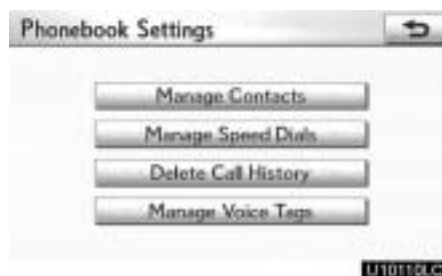 Phonebook Settings
Manage Contacts
Manage Speed Dials
Delete Call History
Manage Voice Tags
U10110LC